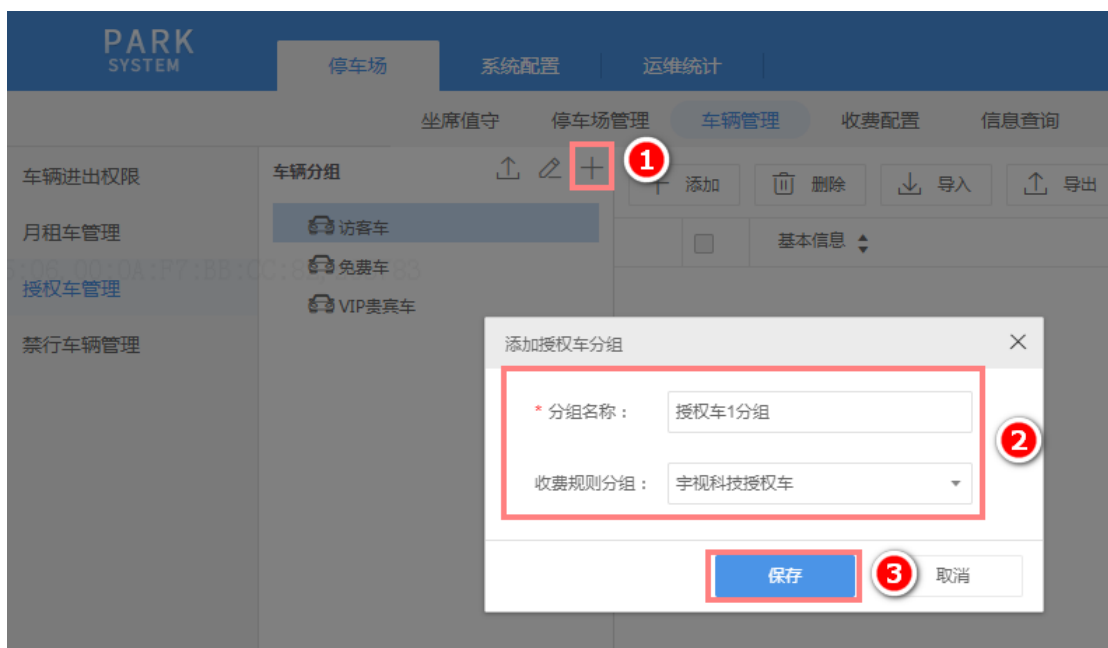 PARK
SYSTEM
停车场 系统配置 运维统计
坐席值守 停车场管理 车辆管理 收费配置 信息查询
车辆进出权限
月租车管理
授权车管理
禁行车辆管理
车辆分组
1
访客车
免费车
VIP贵宾车
添加 删除 导入 导出
基本信息
添加授权车分组
* 分组名称： 授权车1分组
2
收费规则分组： 宇视科技授权车
保存 3 取消